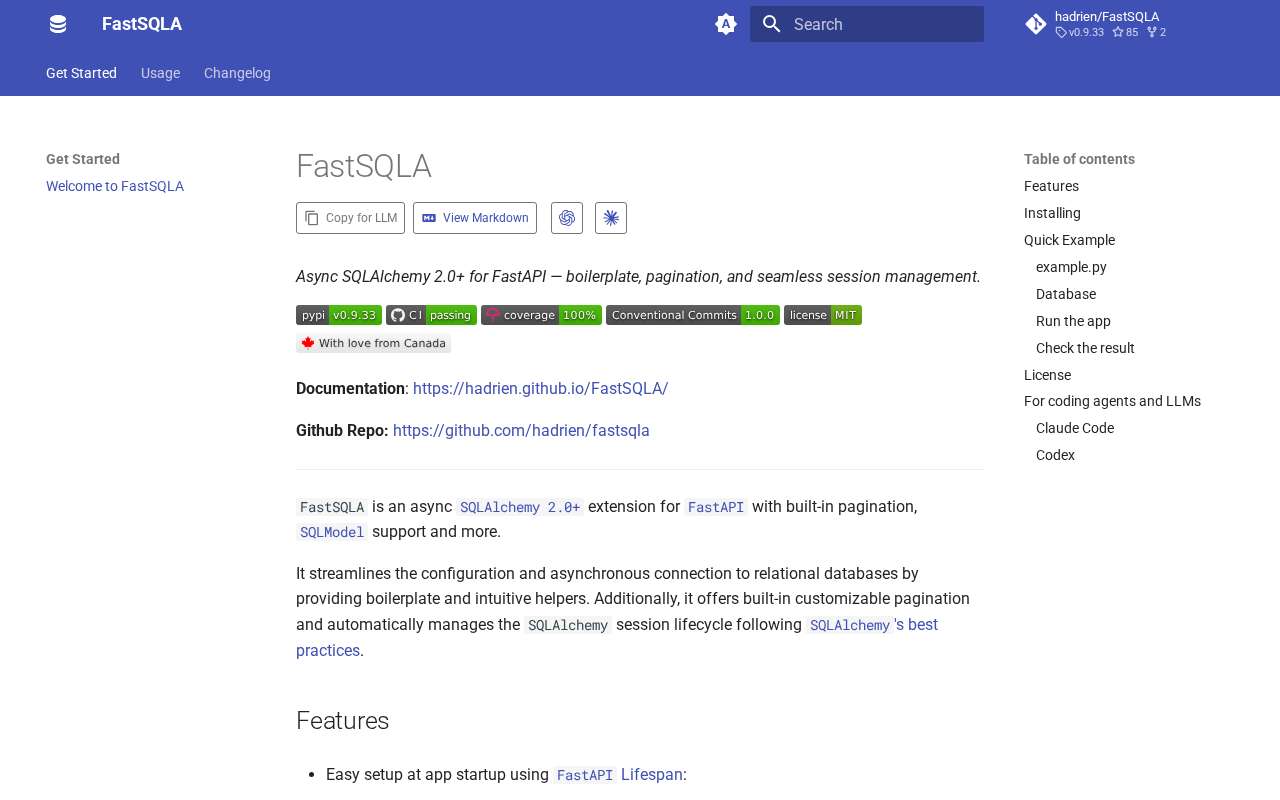 FastSQLA
A
Search
hadrien/FastSQLA
v0.9.33 85 2
Get Started Usage Changelog
Get Started
Welcome to FastSQLA
FastSQLA
Copy for LLM View Markdown
Async SQLAlchemy 2.0+ for FastAPI — boilerplate, pagination, and seamless session management.
pypi v0.9.33 CI passing coverage 100% Conventional Commits 1.0.0 license MIT
With love from Canada
Documentation: https://hadrien.github.io/FastSQLA/
Github Repo: https://github.com/hadrien/fastsqla
FastSQLA is an async SQLAlchemy 2.0+ extension for FastAPI with built-in pagination,
SQLModel support and more.
It streamlines the configuration and asynchronous connection to relational databases by
providing boilerplate and intuitive helpers. Additionally, it offers built-in customizable pagination
and automatically manages the SQLAlchemy session lifecycle following SQLAlchemy's best
practices.
Features
Easy setup at app startup using FastAPI Lifespan:
Table of contents
Features
Installing
Quick Example
example.py
Database
Run the app
Check the result
License
For coding agents and LLMs
Claude Code
Codex